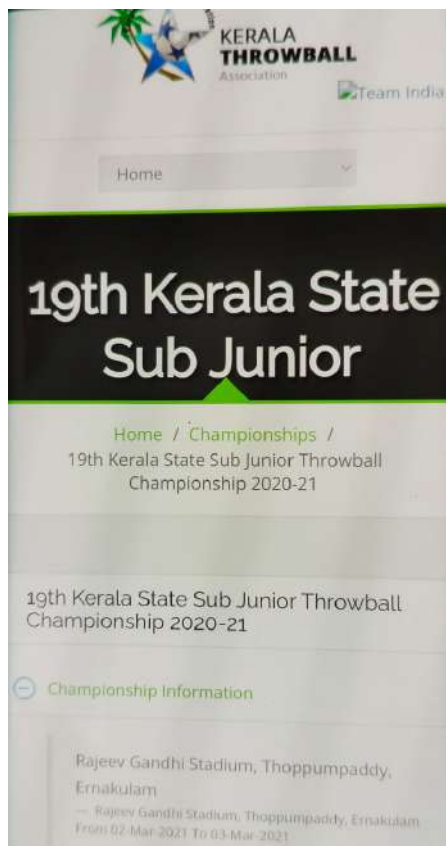 KERALA
THROWBALL
Association
Team India
Home
19th Kerala State
Sub Junior
Home / Championships /
19th Kerala State Sub Junior Throwball
Championship 2020-21
19th Kerala State Sub Junior Throwball
Championship 2020-21
Championship Information
Rajeev Gandhi Stadium, Thoppumpaddy,
Ernakulam
— Rajeev Gandhi Stadium, Thoppumpaddy, Ernakulam
From 02-Mar-2021 To 03-Mar-2021